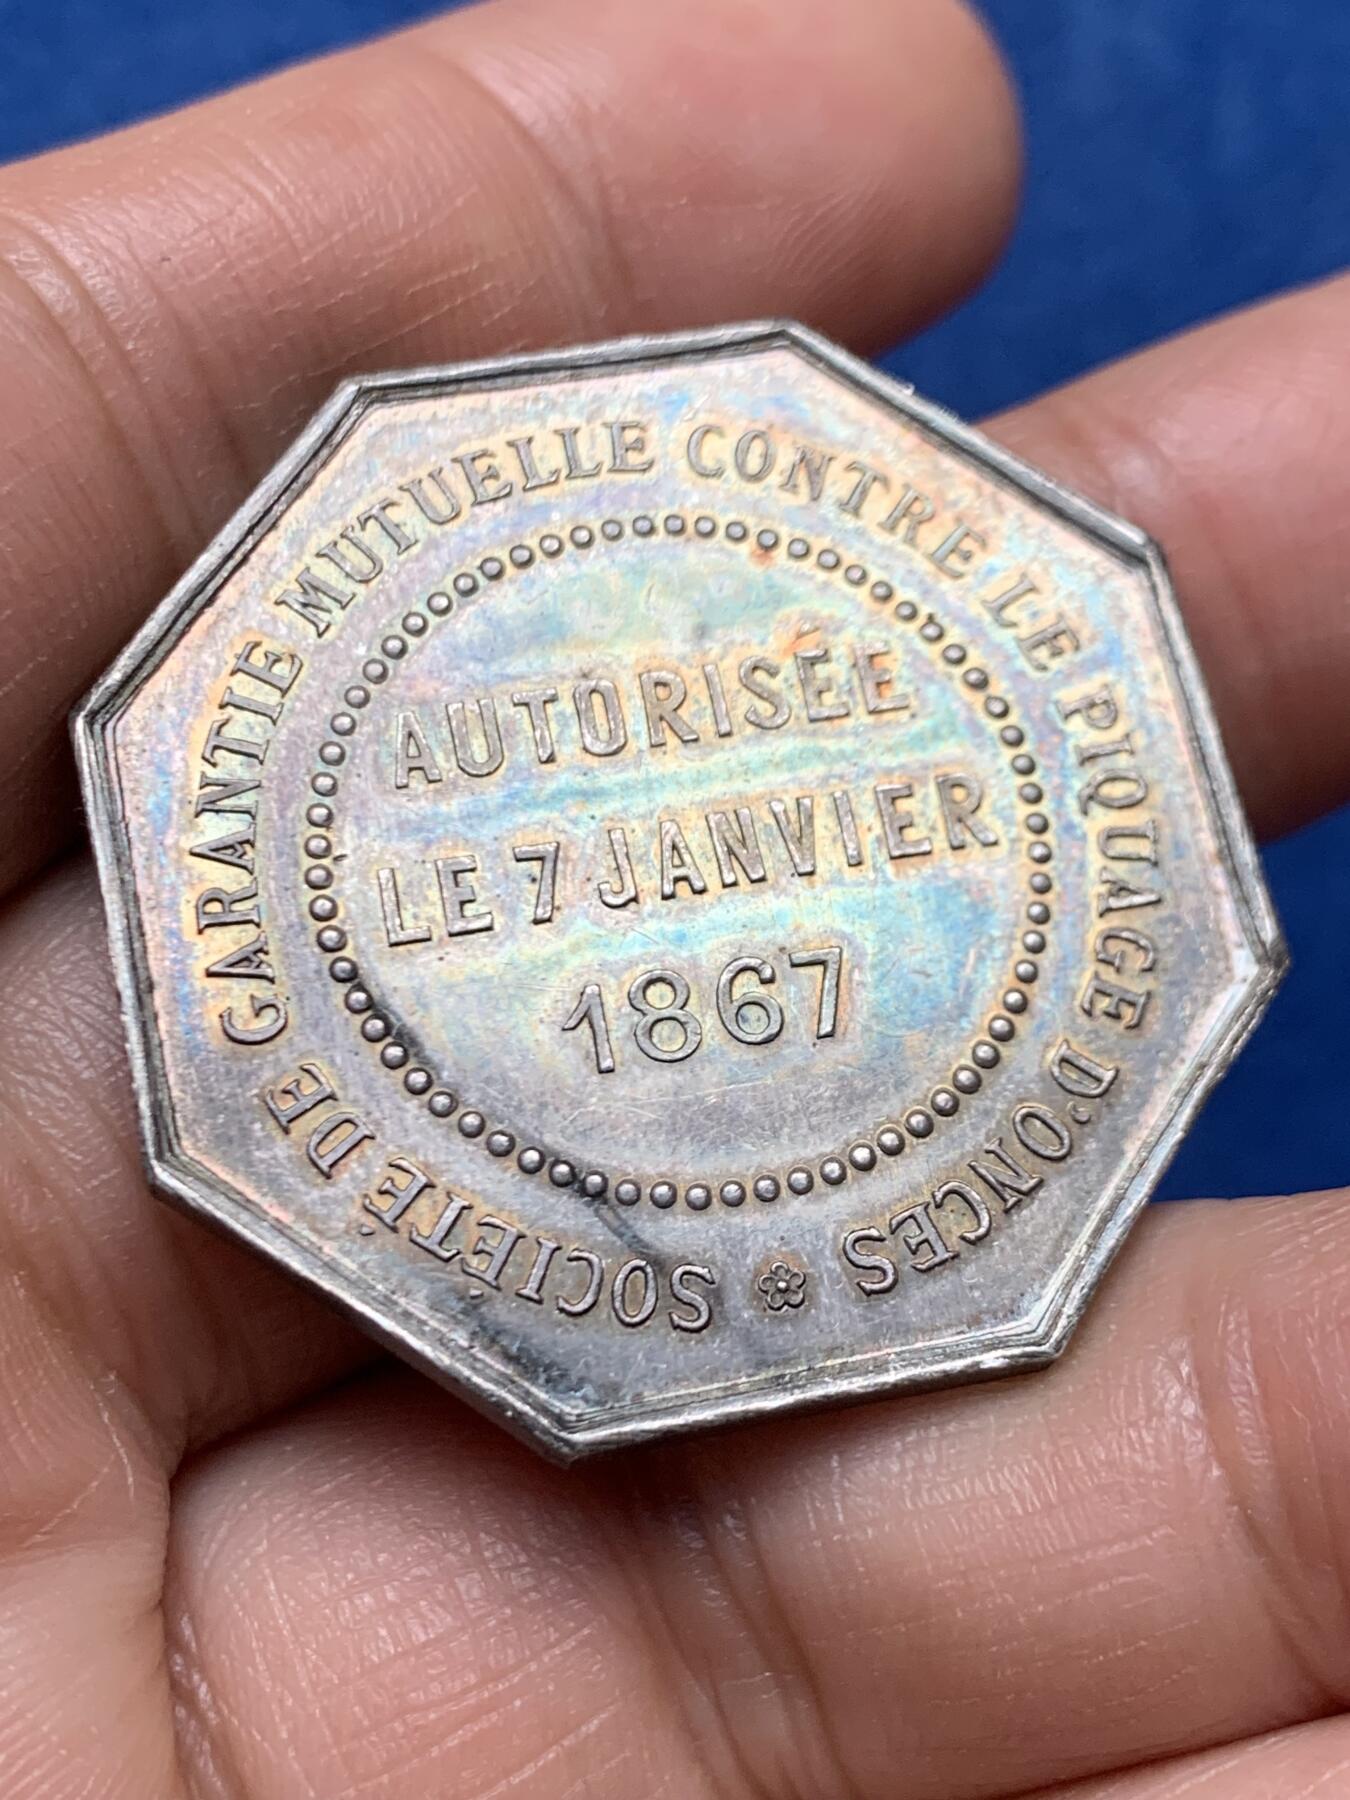 SOCIÉTÉ DE GARANTIE MUTUELLE CONTRE LE PIQUAGE D'ONCES
AUTORISÉE
LE 7 JANVIER
1867